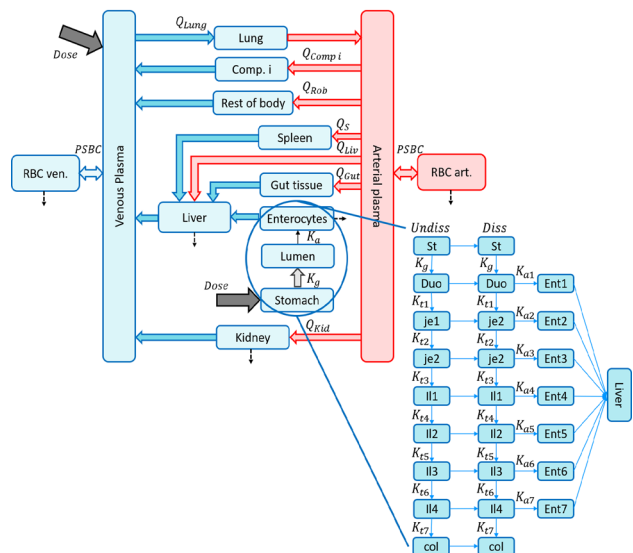 Q_Lung
Lung
Dose
Q_Comp i
Comp. i
Q_Rob
Rest of body
Q_S
Spleen
Q_Liv
PSBC
PSBC
RBC ven.
Venous Plasma
Arterial plasma
RBC art.
Q_Gut
Gut tissue
Liver
Enterocytes
K_a
Lumen
K_g
Dose
Stomach
Q_Kid
Kidney
Undiss Diss
St St
K_g K_g
Duo Duo K_a1 Ent1
K_t1 K_t1
je1 je2 K_a2 Ent2
K_t2 K_t2
je2 je2 K_a3 Ent3
K_t3 K_t3
Il1 Il1 K_a4 Ent4
K_t4 K_t4
Il2 Il2 K_a5 Ent5
K_t5 K_t5
Il3 Il3 K_a6 Ent6
K_t6 K_t6
Il4 Il4 K_a7 Ent7
K_t7 K_t7
col col
Liver